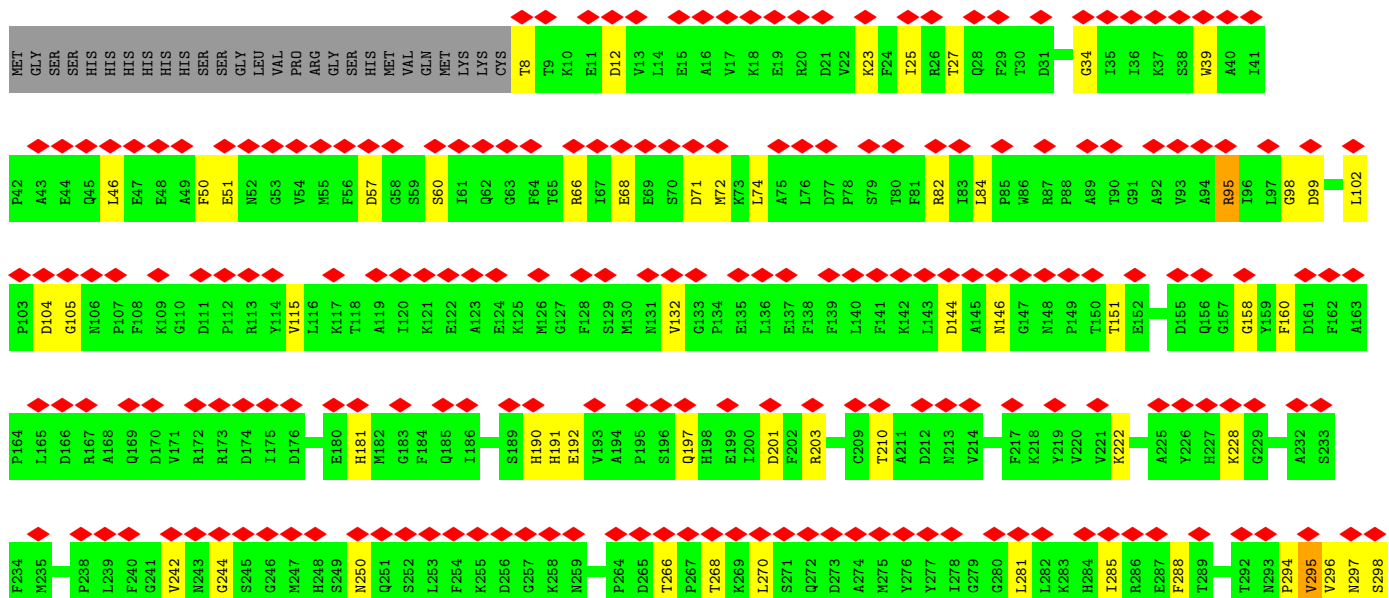 MET GLY SER SER HIS HIS HIS HIS HIS HIS SER SER GLY LEU VAL PRO ARG GLY SER HIS MET VAL GLN MET LYS LYS CYS T8 T9 K10 E11 D12 V13 L14 E15 A16 V17 K18 E19 R20 D21 V22 K23 F24 I25 R26 T27 Q28 F29 T30 D31 G34 I35 I36 K37 S38 W39 A40 I41
P42 A43 E44 Q45 L46 E47 E48 A49 F50 E51 N52 G53 V54 M55 F56 D57 G58 S59 S60 I61 Q62 G63 F64 T65 R66 I67 E68 E69 S70 D71 M72 K73 L74 A75 L76 D77 P78 S79 T80 F81 R82 I83 L84 P85 W86 R87 P88 A89 T90 G91 A92 V93 A94 R95 I96 L97 G98 D99 L102
P103 D104 G105 N106 P107 F108 K109 G110 D111 P112 R113 Y114 V115 L116 K117 T118 A119 I120 K121 E122 A123 E124 K125 M126 G127 F128 S129 M130 N131 V132 G133 P134 E135 L136 E137 F138 F139 L140 F141 K142 L143 D144 A145 N146 G147 N148 P149 T150 T151 E152 D155 Q156 G157 G158 Y159 F160 D161 F162 A163
P164 L165 D166 R167 A168 Q169 D170 V171 R172 R173 D174 I175 D176 E180 H181 M182 G183 F184 Q185 I186 S189 H190 H191 E192 V193 A194 P195 S196 Q197 H198 E199 I200 D201 F202 R203 C209 T210 A211 D212 N213 V214 F217 K218 Y219 V220 V221 K222 A225 Y226 H227 K228 G229 A232 S233
F234 M235 P238 L239 F240 G241 V242 N243 G244 S245 G246 M247 H248 S249 N250 Q251 S252 L253 F254 K255 D256 G257 K258 N259 P264 D265 T266 P267 T268 K269 L270 S271 Q272 D273 A274 M275 Y276 Y277 I278 G279 G280 L281 L282 K283 H284 I285 R286 E287 F288 T289 T292 N293 P294 V295 V296 N297 S298